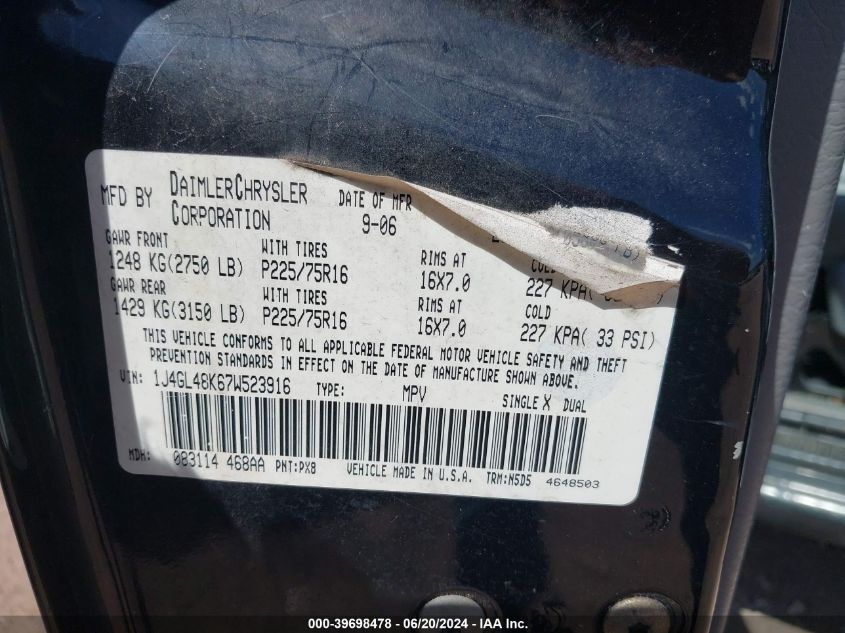 MFD BY DAIMLERCHRYSLER CORPORATION
DATE OF MFR
9-06
GAWR FRONT WITH TIRES RIMS AT
1248 KG(2750 LB) P225/75R16 16X7.0 227 KPA(
GAWR REAR WITH TIRES RIMS AT COLD
1429 KG(3150 LB) P225/75R16 16X7.0 227 KPA( 33 PSI)
THIS VEHICLE CONFORMS TO ALL APPLICABLE FEDERAL MOTOR VEHICLE SAFETY AND THEFT
PREVENTION STANDARDS IN EFFECT ON THE DATE OF MANUFACTURE SHOWN ABOVE.
VIN: 1J4GL48K67W523916 TYPE: MPV SINGLE X DUAL
MDH: 083114 468AA PNT:PX8 VEHICLE MADE IN U.S.A. TRM:N5D5 4648503
000-39698478 - 06/20/2024 - IAA Inc.